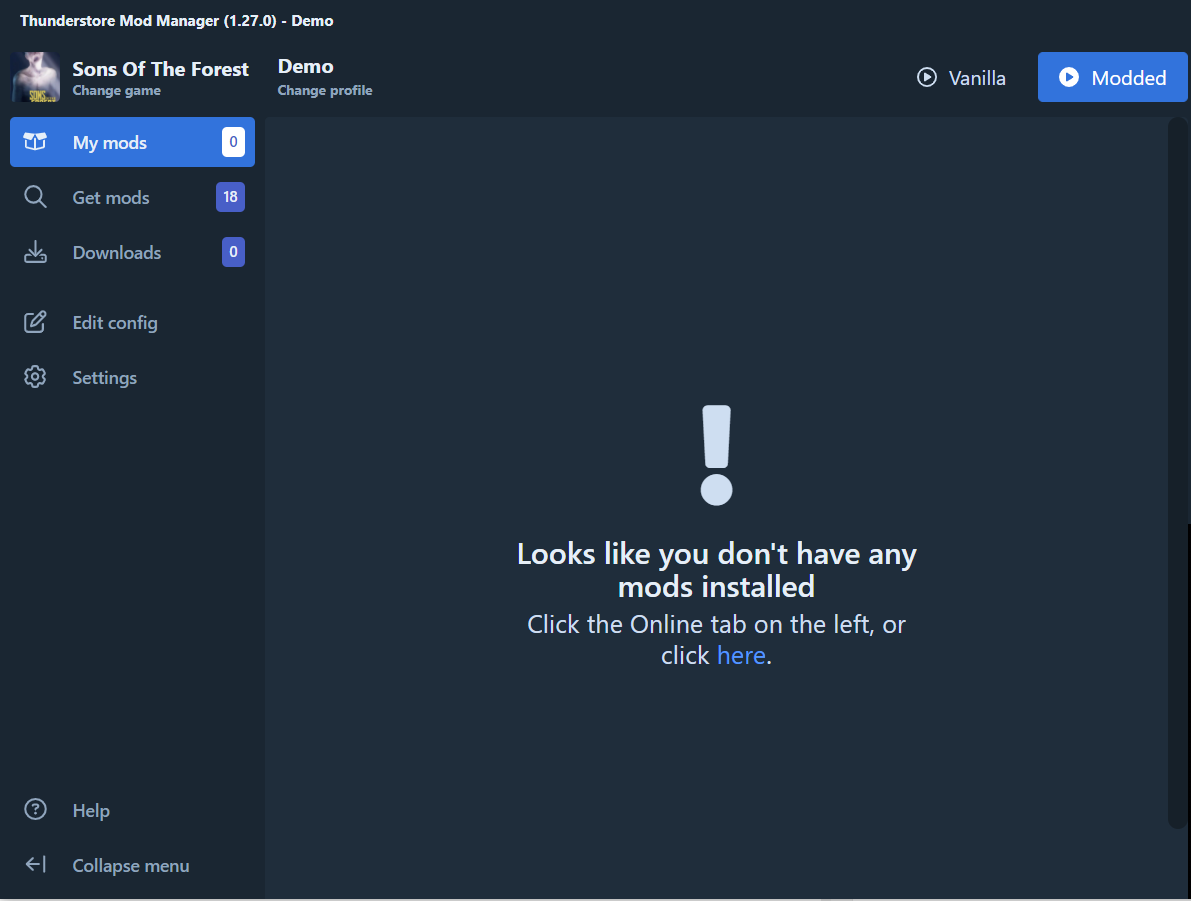 Thunderstore Mod Manager (1.27.0) - Demo
Sons Of The Forest
Change game
Demo
Change profile
Vanilla
Modded
My mods 0
Get mods 18
Downloads 0
Edit config
Settings
Looks like you don't have any
mods installed
Click the Online tab on the left, or
click here.
Help
Collapse menu